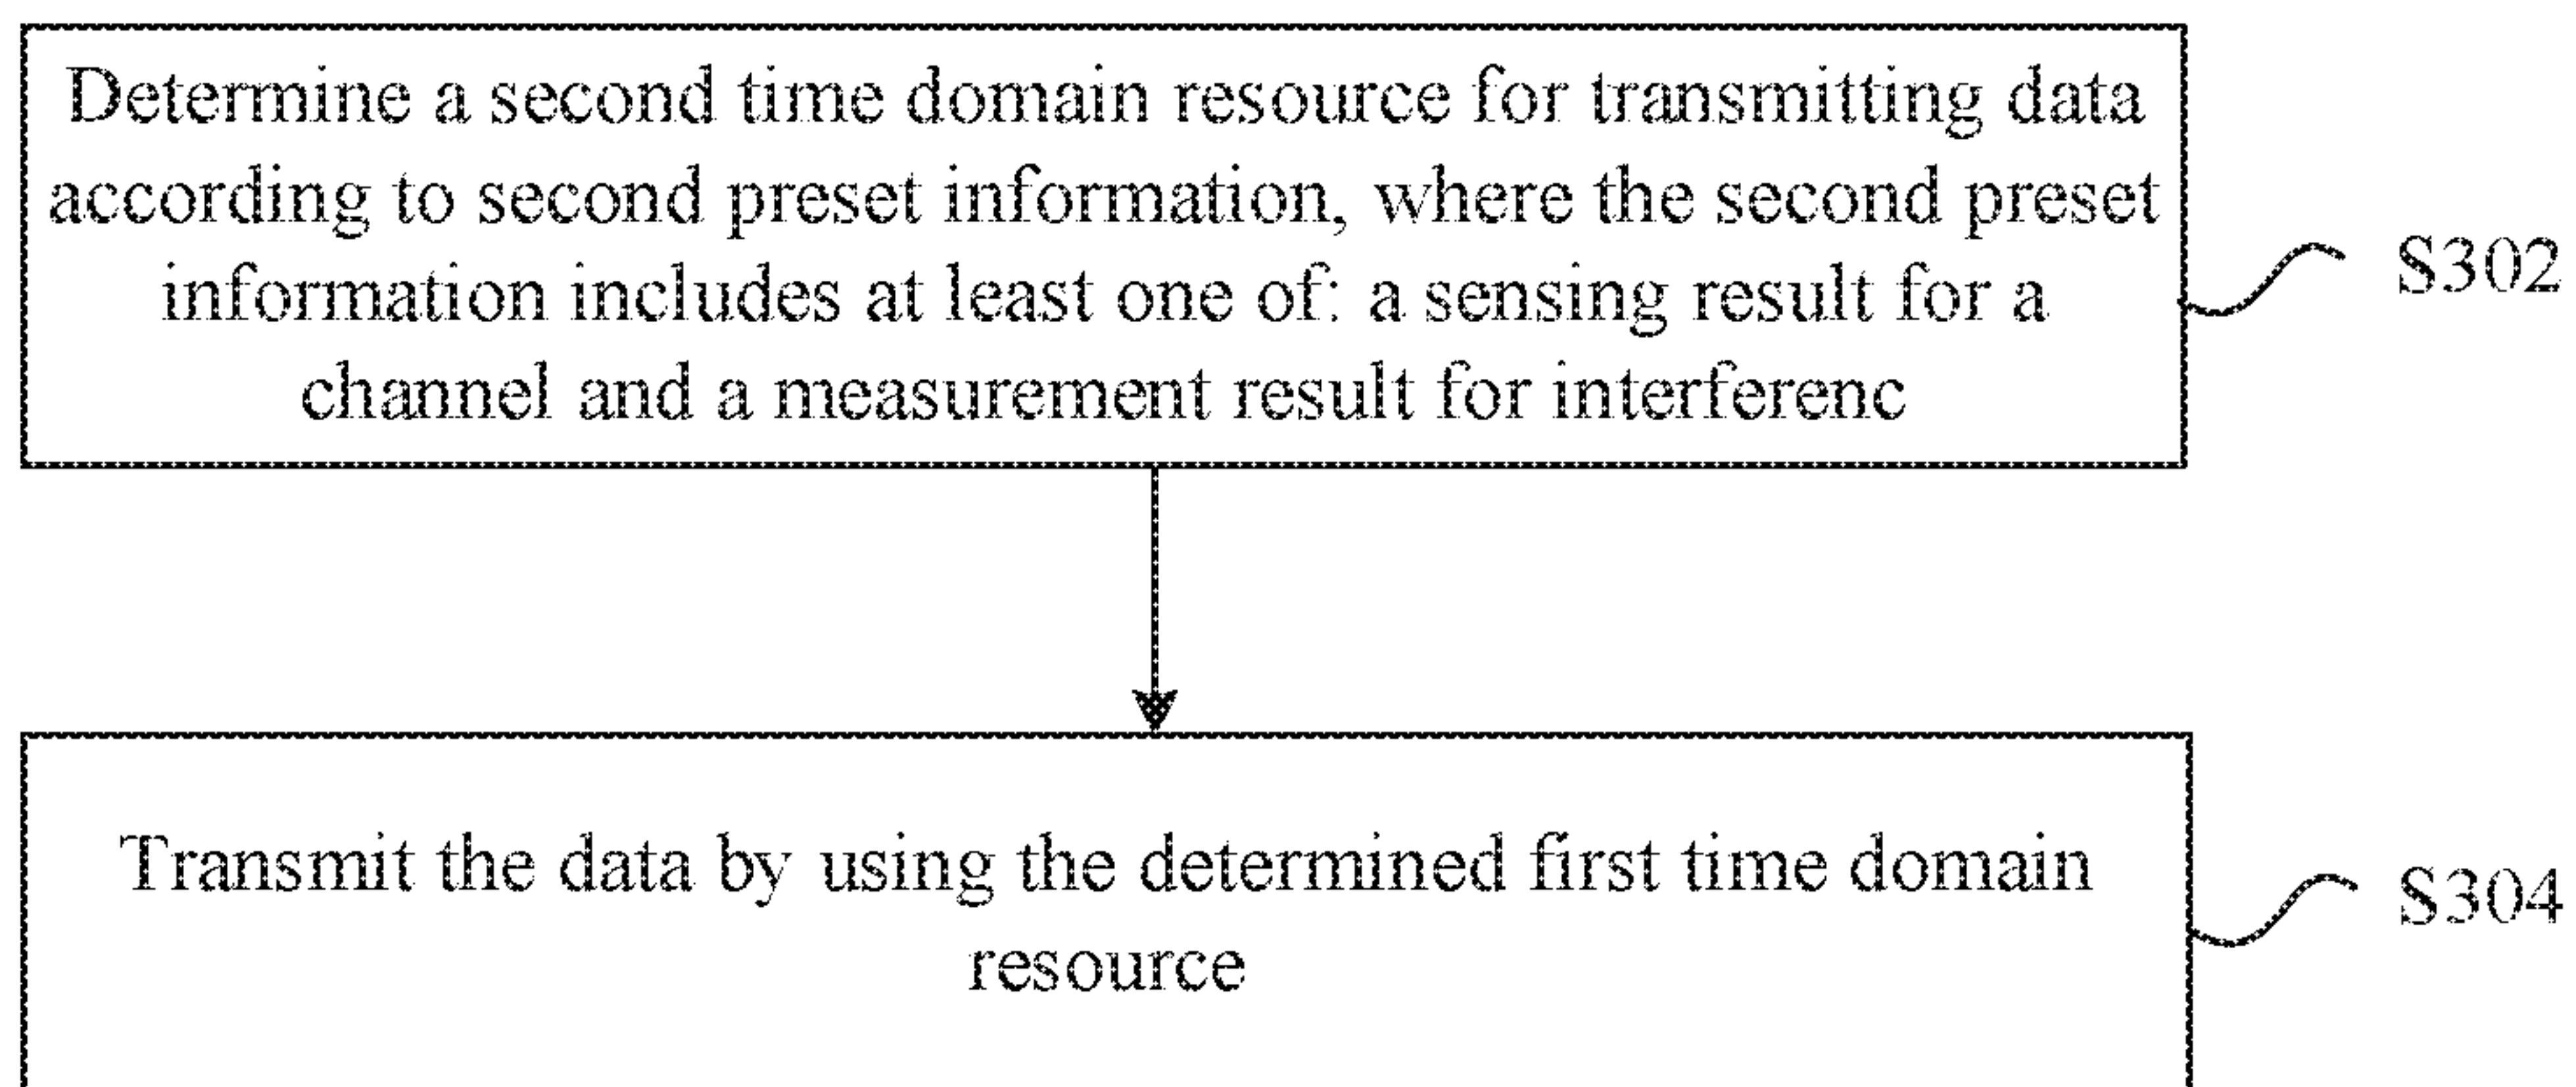 Determine a second time domain resource for transmitting data
according to second preset information, where the second preset
information includes at least one of: a sensing result for a
channel and a measurement result for interferenc
S302
Transmit the data by using the determined first time domain
resource
S304